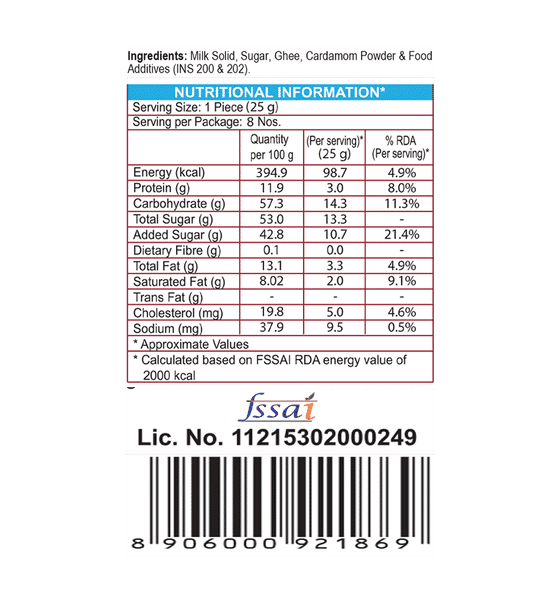 Ingredients: Milk Solid, Sugar, Ghee, Cardamom Powder & Food
Additives (INS 200 & 202).
NUTRITIONAL INFORMATION*
Serving Size: 1 Piece (25 g)
Serving per Package: 8 Nos.
Quantity per 100 g (Per serving)* (25 g) % RDA (Per serving)*
Energy (kcal) 394.9 98.7 4.9%
Protein (g) 11.9 3.0 8.0%
Carbohydrate (g) 57.3 14.3 11.3%
Total Sugar (g) 53.0 13.3 -
Added Sugar (g) 42.8 10.7 21.4%
Dietary Fibre (g) 0.1 0.0 -
Total Fat (g) 13.1 3.3 4.9%
Saturated Fat (g) 8.02 2.0 9.1%
Trans Fat (g) - - -
Cholesterol (mg) 19.8 5.0 4.6%
Sodium (mg) 37.9 9.5 0.5%
* Approximate Values
* Calculated based on FSSAI RDA energy value of
2000 kcal
fssai
Lic. No. 11215302000249
8 906000 921869